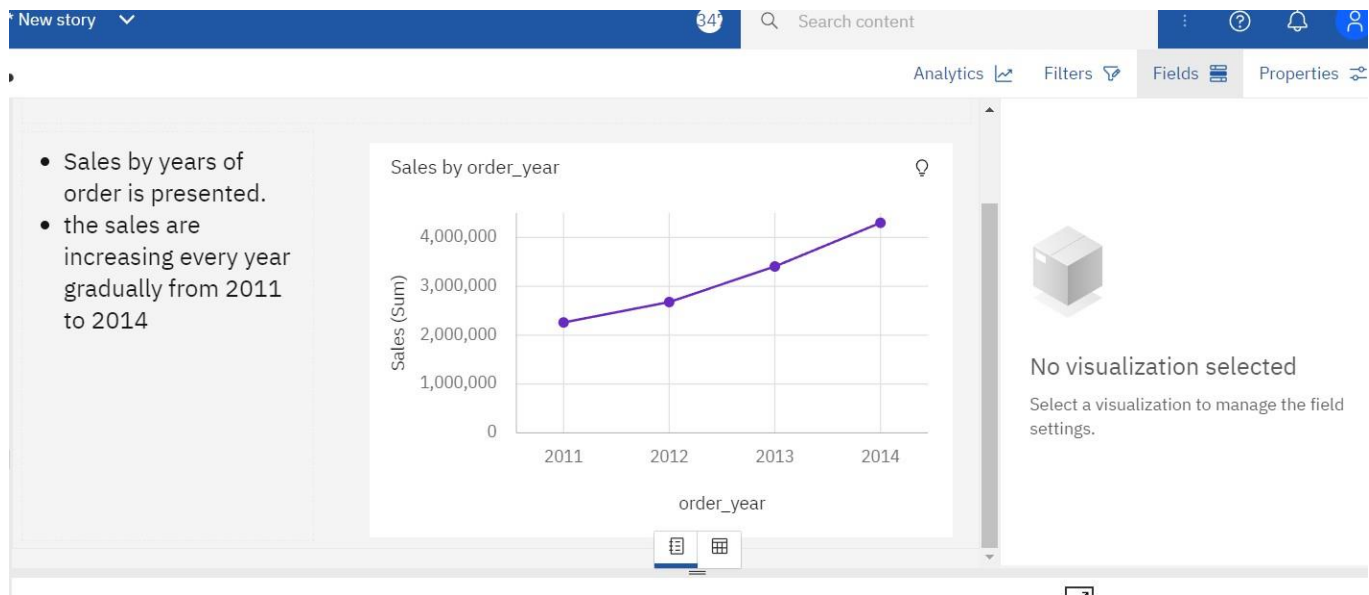 * New story
34
Search content
Analytics
Filters
Fields
Properties
• Sales by years of
order is presented.
• the sales are
increasing every year
gradually from 2011
to 2014
Sales by order_year
4,000,000
3,000,000
2,000,000
1,000,000
0
Sales (Sum)
2011 2012 2013 2014
order_year
No visualization selected
Select a visualization to manage the field
settings.